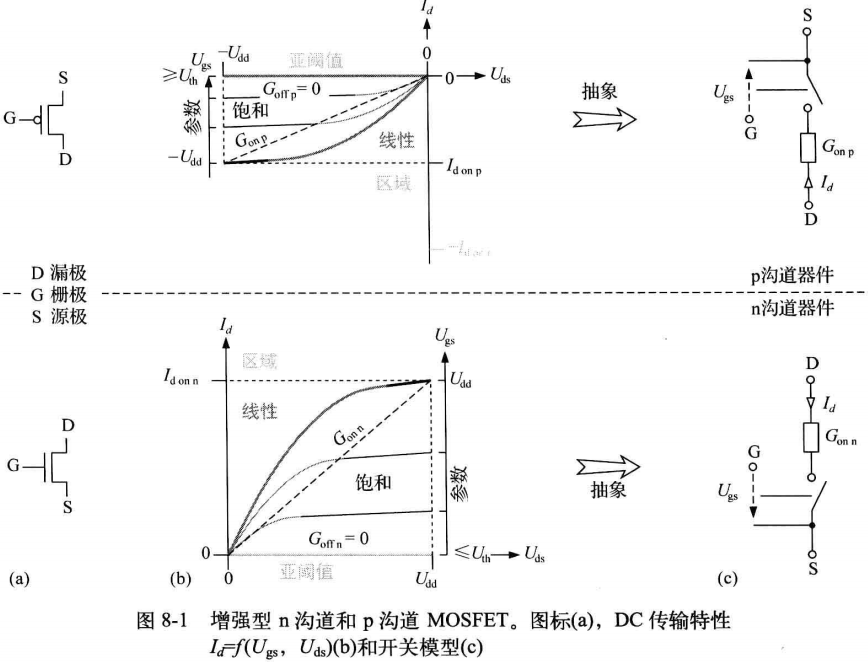 I_d
−U_dd
0
U_gs
亚阈值
≥U_th
0
U_ds
G_off p = 0
饱和
参数
G_on p
线性
−U_dd
I_d on p
区域
S
G
D
抽象
S
U_gs
G
G_on p
I_d
D
D 漏极
G 栅极
S 源极
p沟道器件
n沟道器件
I_d
区域
U_gs
I_d on n
U_dd
线性
G_on n
饱和
参数
G_off n = 0
0
≤U_th
U_ds
亚阈值
0
U_dd
D
G
S
抽象
D
I_d
G_on n
G
U_gs
S
(a)
(b)
(c)
图 8-1 增强型 n 沟道和 p 沟道 MOSFET。图标(a)，DC 传输特性
I_d=f(U_gs，U_ds)(b)和开关模型(c)